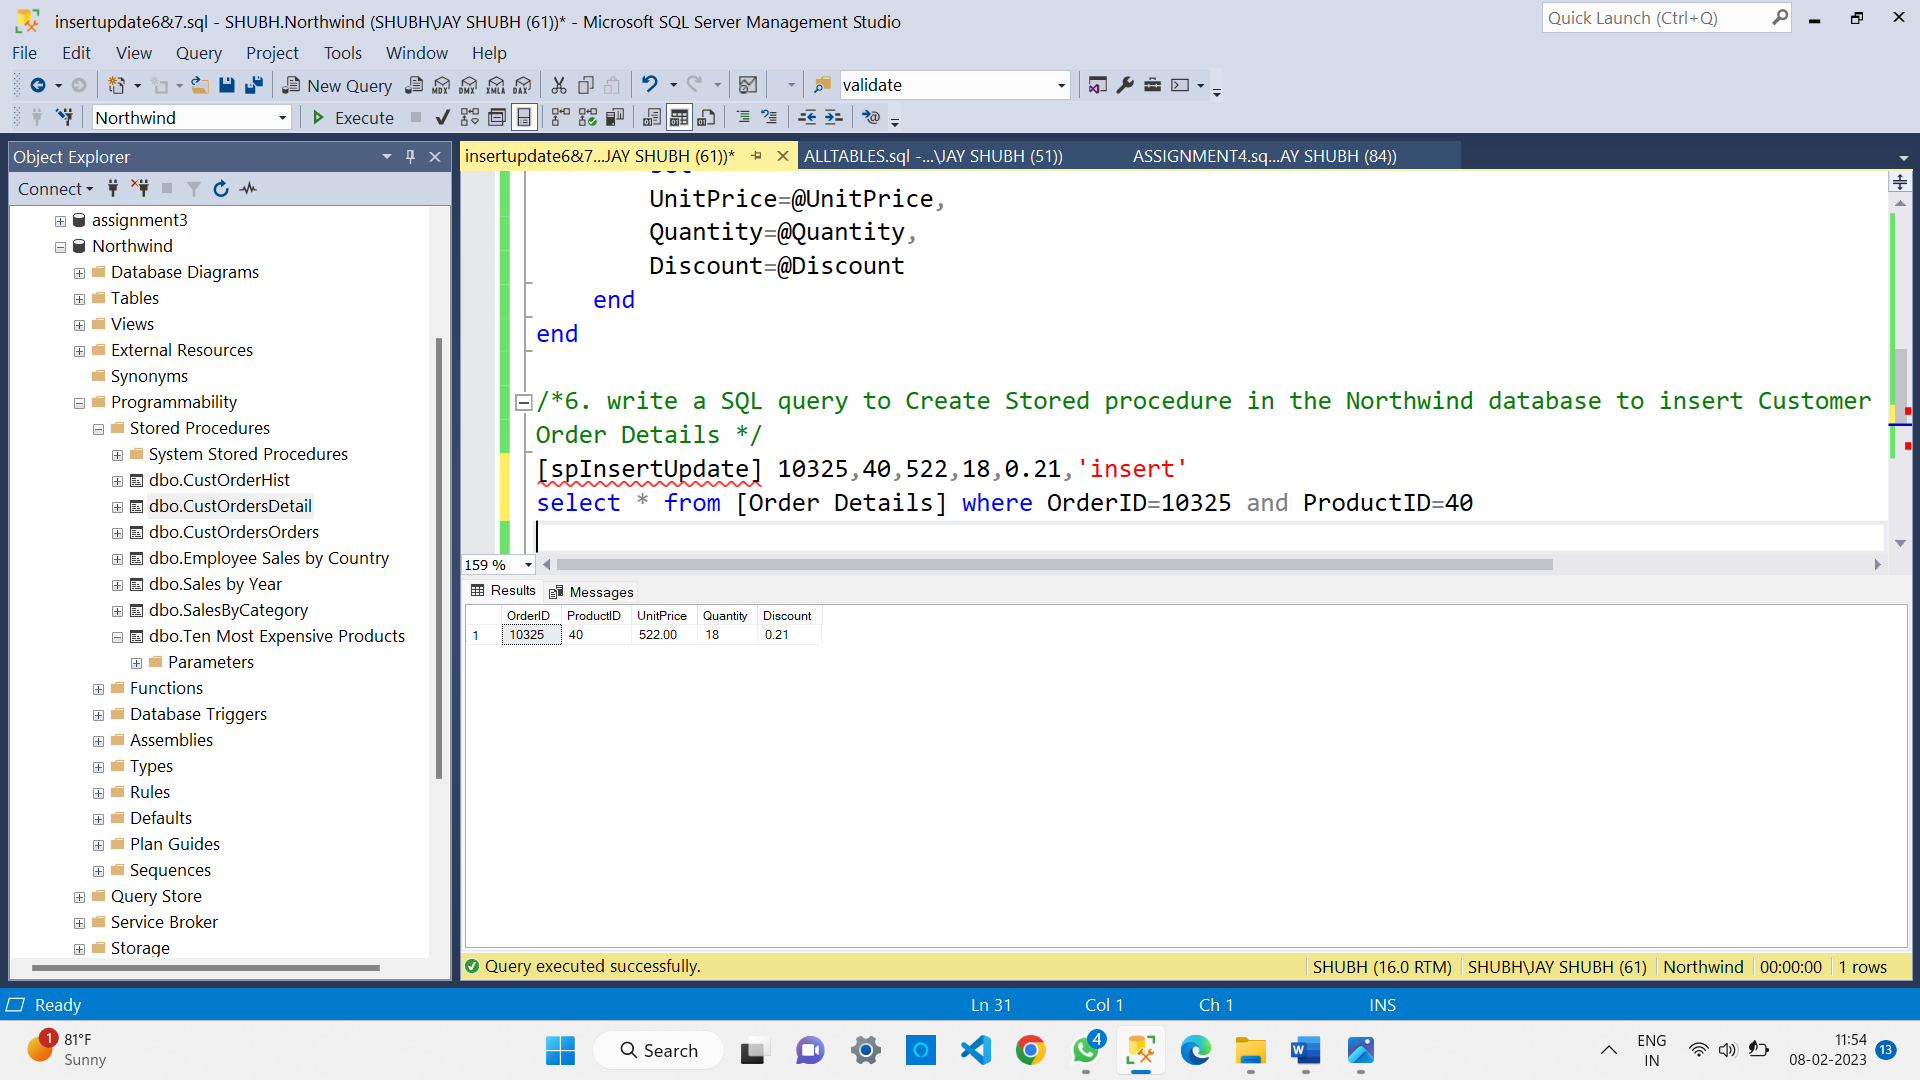 insertupdate6&7.sql - SHUBH.Northwind (SHUBH\JAY SHUBH (61))* - Microsoft SQL Server Management Studio
Quick Launch (Ctrl+Q)
File Edit View Query Project Tools Window Help
New Query
MDX DMX XMLA DAX
validate
Northwind
Execute
Object Explorer
Connect
assignment3
Northwind
Database Diagrams
Tables
Views
External Resources
Synonyms
Programmability
Stored Procedures
System Stored Procedures
dbo.CustOrderHist
dbo.CustOrdersDetail
dbo.CustOrdersOrders
dbo.Employee Sales by Country
dbo.Sales by Year
dbo.SalesByCategory
dbo.Ten Most Expensive Products
Parameters
Functions
Database Triggers
Assemblies
Types
Rules
Defaults
Plan Guides
Sequences
Query Store
Service Broker
Storage
insertupdate6&7...JAY SHUBH (61))* ALLTABLES.sql -...\JAY SHUBH (51)) ASSIGNMENT4.sq...AY SHUBH (84))
UnitPrice=@UnitPrice,
Quantity=@Quantity,
Discount=@Discount
end
end
/*6. write a SQL query to Create Stored procedure in the Northwind database to insert Customer
Order Details */
[spInsertUpdate] 10325,40,522,18,0.21,'insert'
select * from [Order Details] where OrderID=10325 and ProductID=40
159 %
Results Messages
OrderID ProductID UnitPrice Quantity Discount
1 10325 40 522.00 18 0.21
Query executed successfully.
SHUBH (16.0 RTM) SHUBH\JAY SHUBH (61) Northwind 00:00:00 1 rows
Ready Ln 31 Col 1 Ch 1 INS
1
81°F
Sunny
Search
4
ENG
IN
11:54
08-02-2023
13